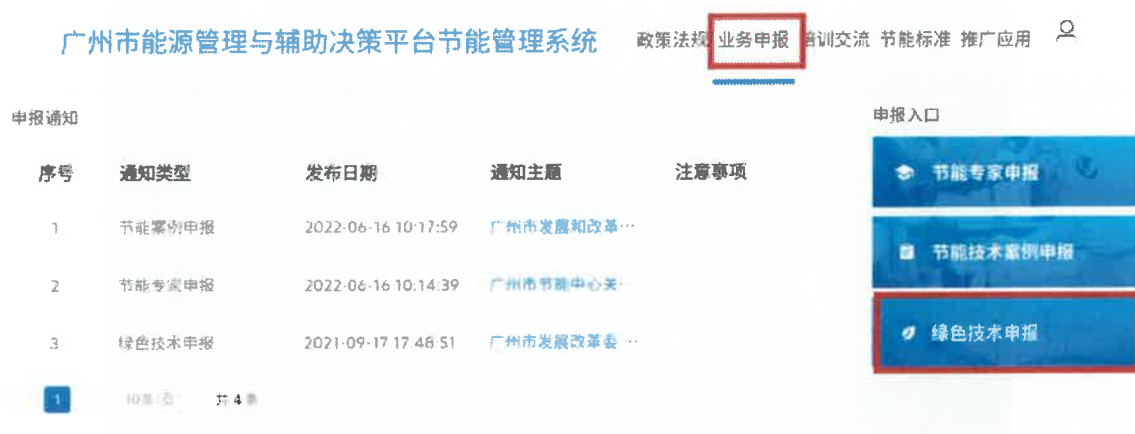 广州市能源管理与辅助决策平台节能管理系统 政策法规 业务申报 培训交流 节能标准 推广应用
申报通知 申报入口
序号 通知类型 发布日期 通知主题 注意事项
节能专家申报
1 节能案例申报 2022-06-16 10:17:59 广州市发展和改革…
节能技术案例申报
2 节能专家申报 2022-06-16 10:14:39 广州市节能中心关…
绿色技术申报
3 绿色技术申报 2021-09-17 17:48:51 广州市发展改革委 …
1 10条/页 共 4 条